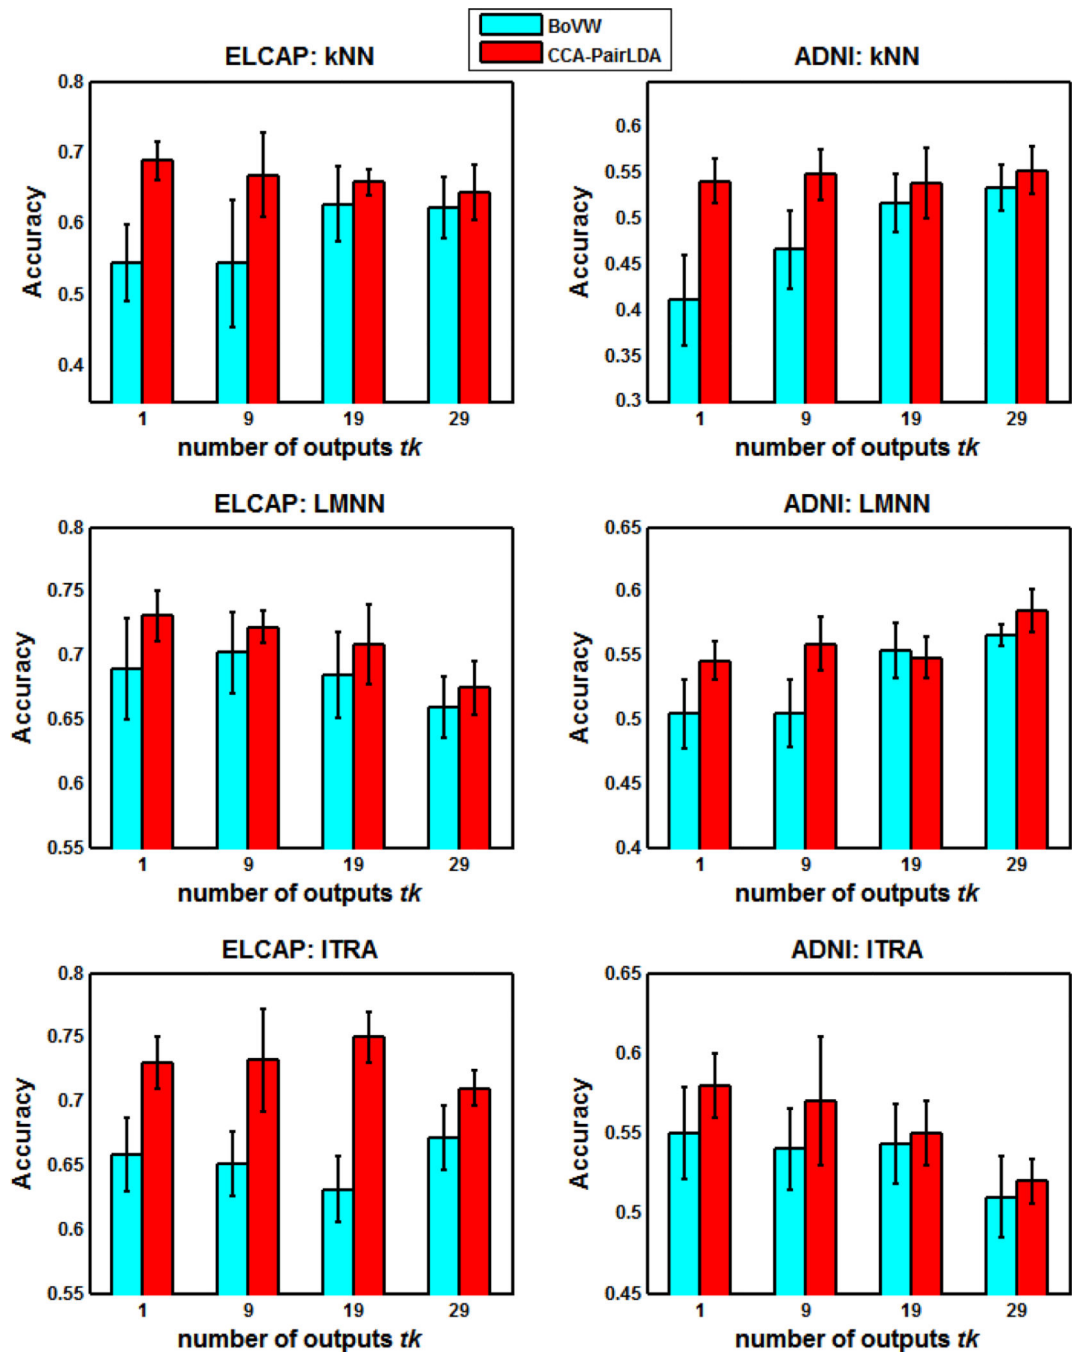 BoVW
CCA-PairLDA
ELCAP: kNN
0.8
0.7
0.6
0.5
0.4
Accuracy
1 9 19 29
number of outputs tk
ADNI: kNN
0.6
0.55
0.5
0.45
0.4
0.35
0.3
Accuracy
1 9 19 29
number of outputs tk
ELCAP: LMNN
0.8
0.75
0.7
0.65
0.6
0.55
Accuracy
1 9 19 29
number of outputs tk
ADNI: LMNN
0.65
0.6
0.55
0.5
0.45
0.4
Accuracy
1 9 19 29
number of outputs tk
ELCAP: ITRA
0.8
0.75
0.7
0.65
0.6
0.55
Accuracy
1 9 19 29
number of outputs tk
ADNI: ITRA
0.65
0.6
0.55
0.5
0.45
Accuracy
1 9 19 29
number of outputs tk